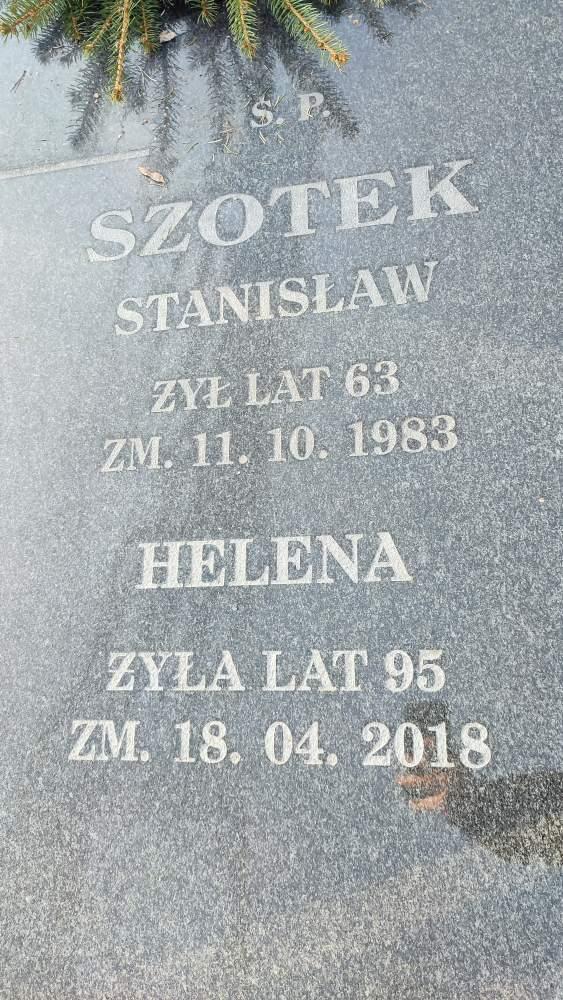 Ś. P.
SZOTEK
STANISŁAW
ŻYŁ LAT 63
ZM. 11. 10. 1983
HELENA
ŻYŁA LAT 95
ZM. 18. 04. 2018